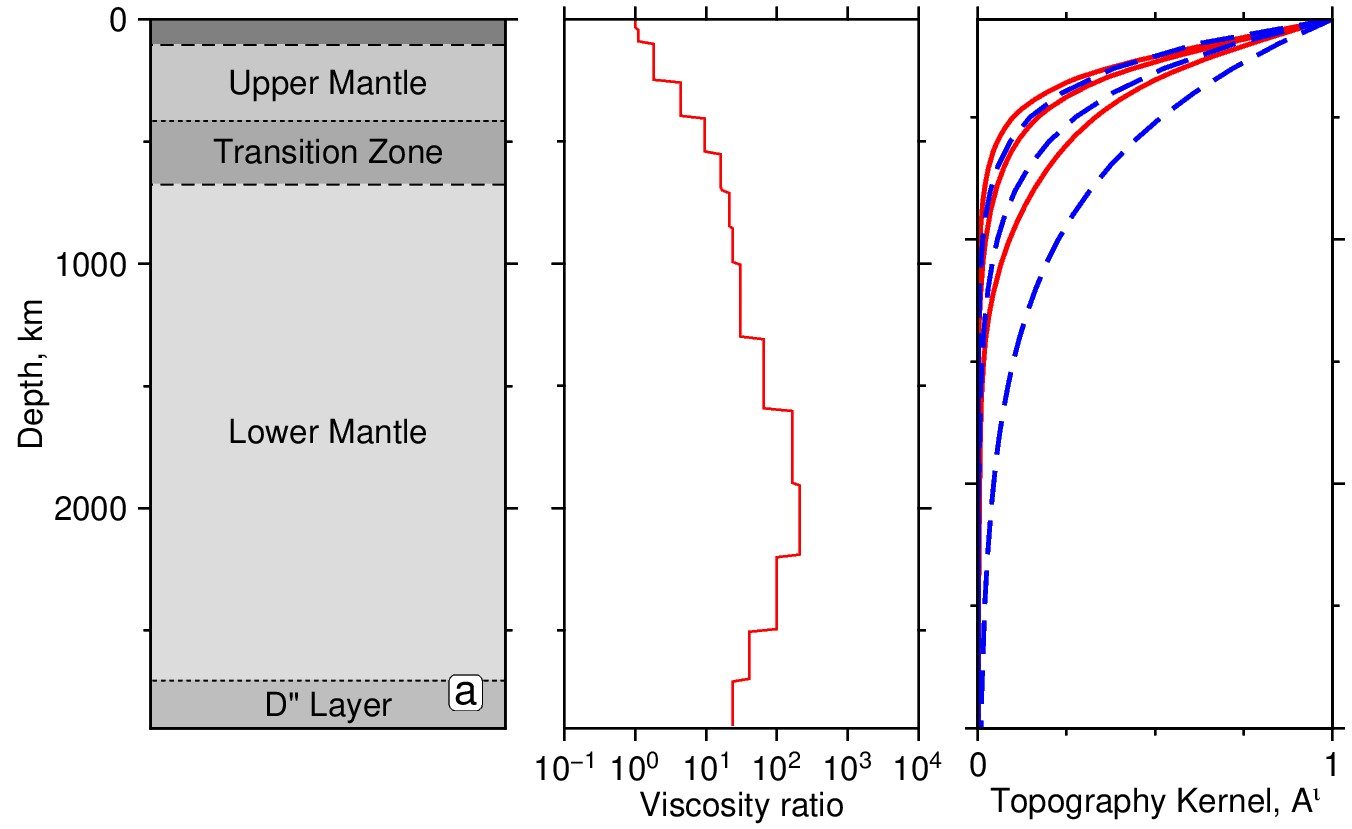 0
1000
2000
Depth, km
Upper Mantle
Transition Zone
Lower Mantle
D" Layer
a
10⁻¹ 10⁰ 10¹ 10² 10³ 10⁴
Viscosity ratio
0 1
Topography Kernel, Aˡ